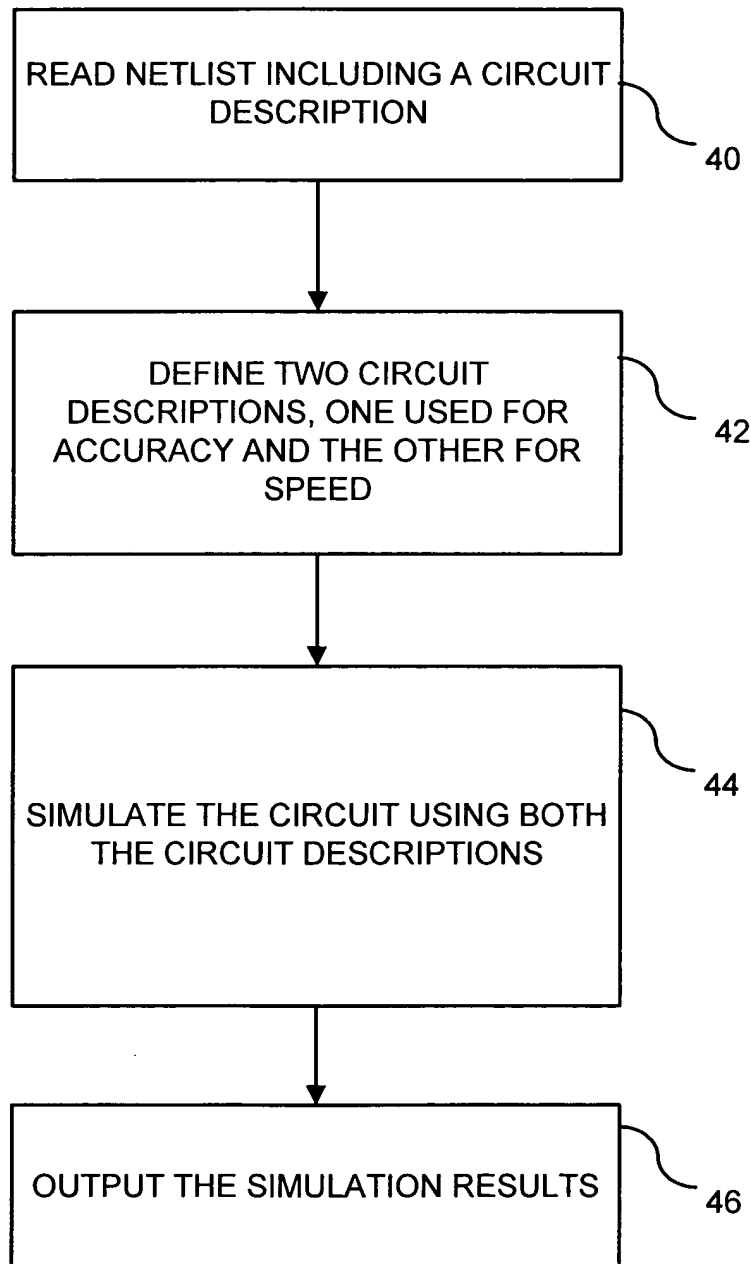 READ NETLIST INCLUDING A CIRCUIT
DESCRIPTION
40
DEFINE TWO CIRCUIT
DESCRIPTIONS, ONE USED FOR
ACCURACY AND THE OTHER FOR
SPEED
42
SIMULATE THE CIRCUIT USING BOTH
THE CIRCUIT DESCRIPTIONS
44
OUTPUT THE SIMULATION RESULTS
46